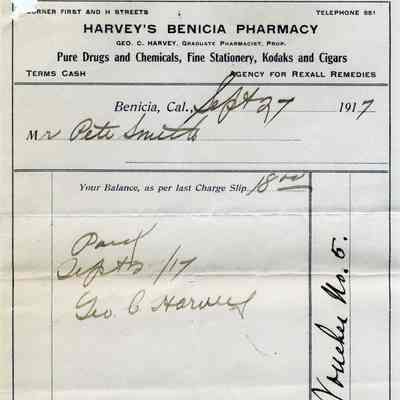 CORNER FIRST AND H STREETS TELEPHONE 881
HARVEY'S BENICIA PHARMACY
GEO. C. HARVEY, GRADUATE PHARMACIST, PROP.
Pure Drugs and Chemicals, Fine Stationery, Kodaks and Cigars
TERMS CASH AGENCY FOR REXALL REMEDIES
Benicia, Cal., Sept 27 1917
Mr Pete Smith
Your Balance, as per last Charge Slip, 18.00
Paid
Sept /17
Geo. C Harvey
Voucher No. 5.